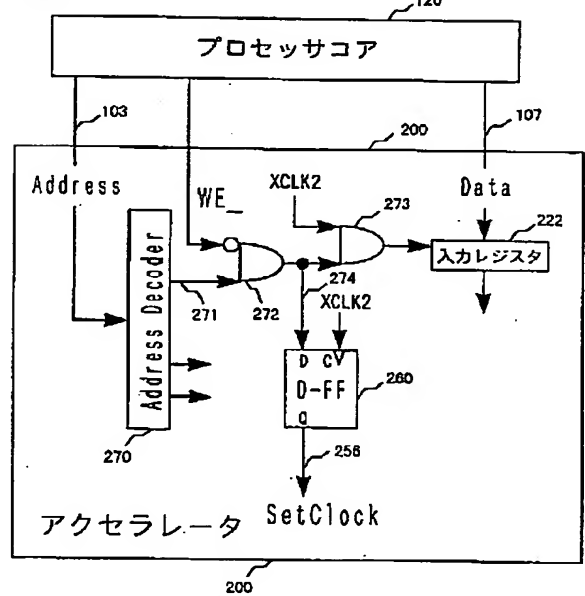 120
プロセッサコア
103
107
200
Address
WE_
XCLK2
Data
273
222
入力レジスタ
Address Decoder
271
272
274
XCLK2
D C
D-FF
Q
260
270
256
アクセラレータ
SetClock
200